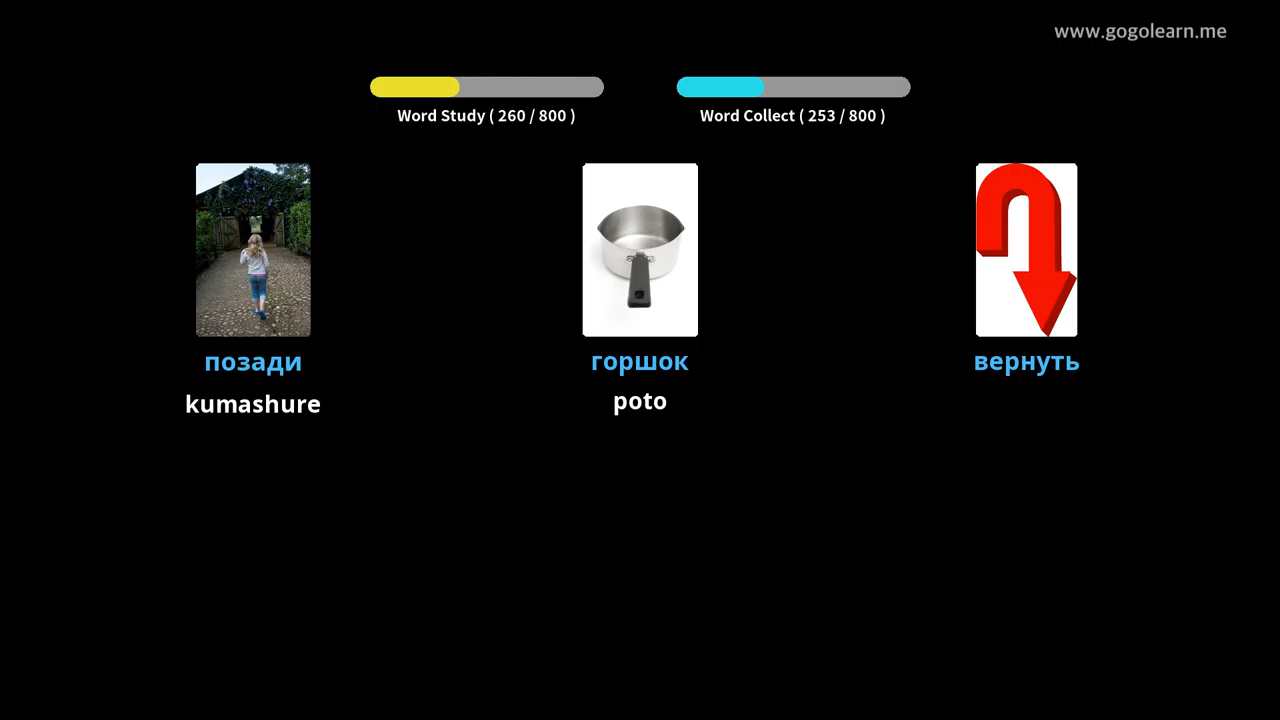 www.gogolearn.me
Word Study ( 260 / 800 )
Word Collect ( 253 / 800 )
позади
горшок
вернуть
kumashure
poto